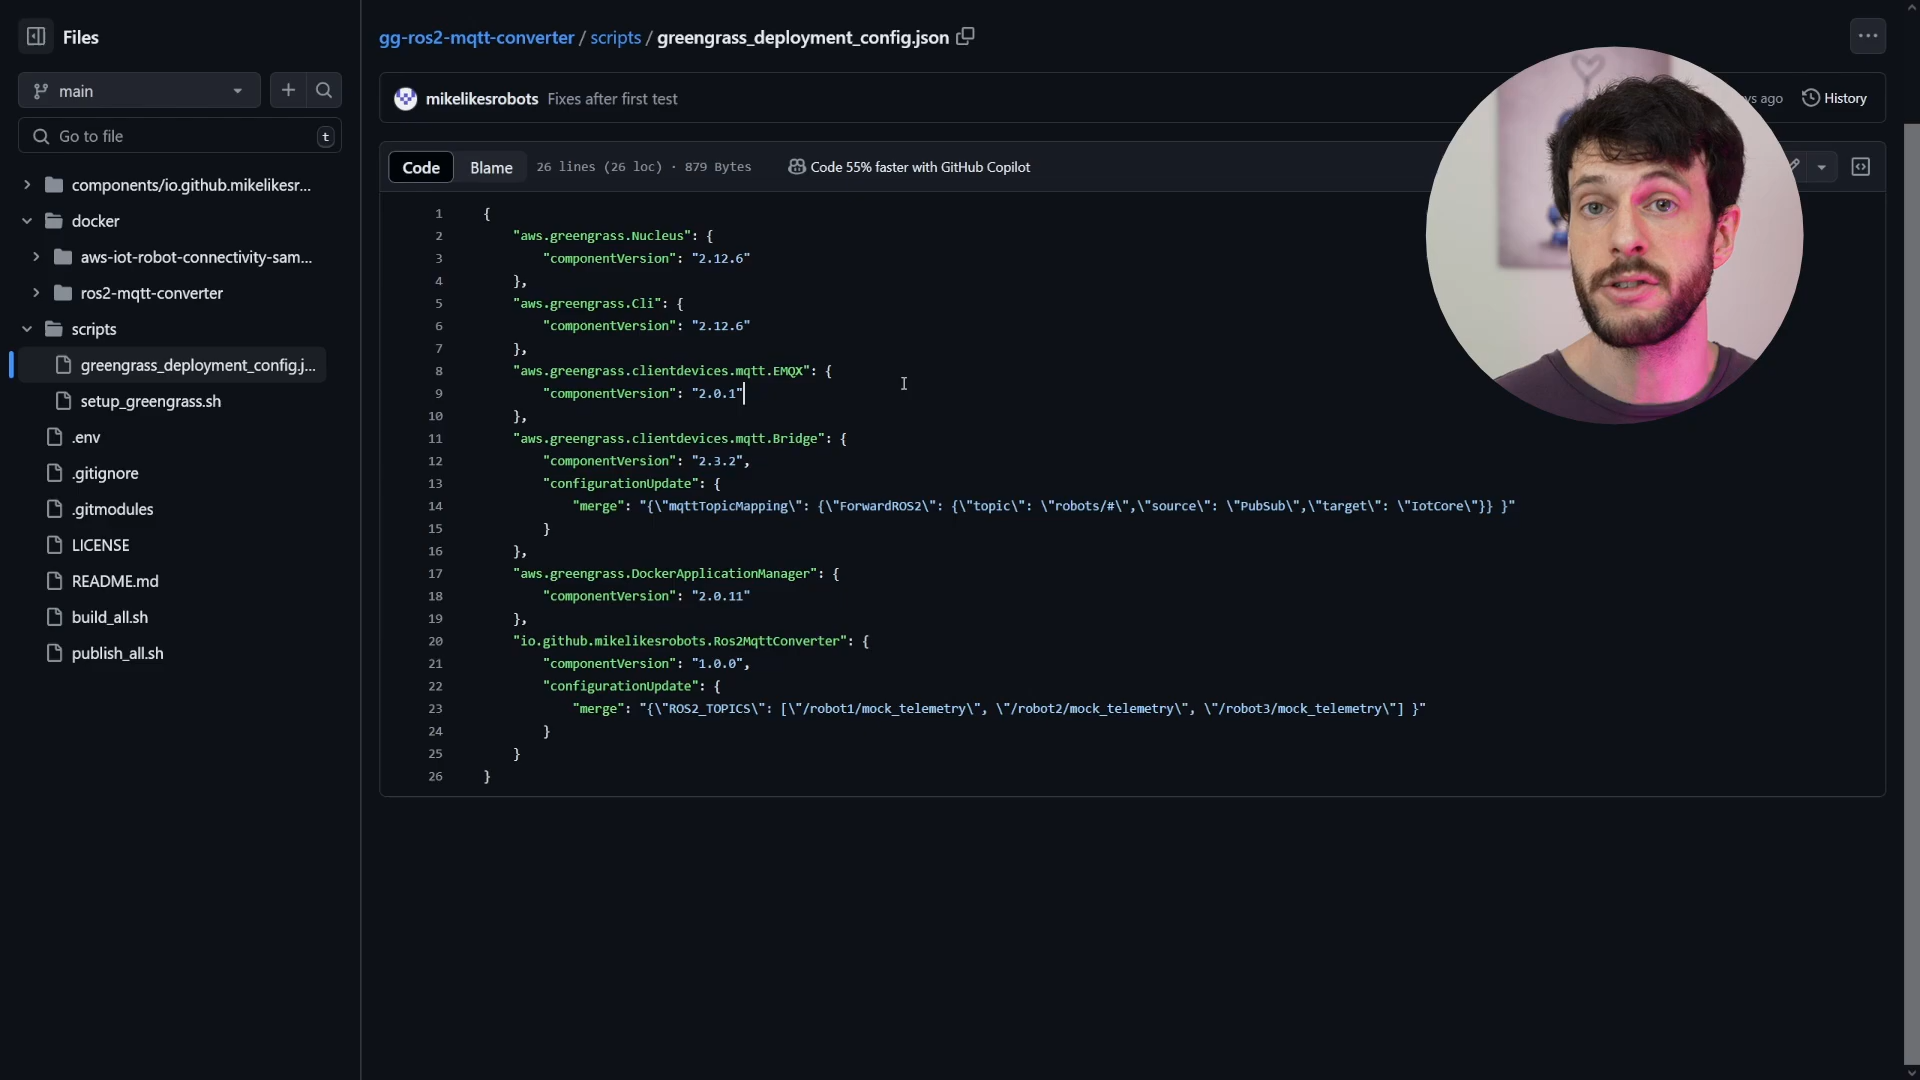 Files
main
Go to file
t
components/io.github.mikelikesr...
docker
aws-iot-robot-connectivity-sam...
ros2-mqtt-converter
scripts
greengrass_deployment_config.j...
setup_greengrass.sh
.env
.gitignore
.gitmodules
LICENSE
README.md
build_all.sh
publish_all.sh
gg-ros2-mqtt-converter / scripts / greengrass_deployment_config.json
mikelikesrobots Fixes after first test
ago
History
Code Blame 26 lines (26 loc) · 879 Bytes Code 55% faster with GitHub Copilot
1 {
2 "aws.greengrass.Nucleus": {
3 "componentVersion": "2.12.6"
4 },
5 "aws.greengrass.Cli": {
6 "componentVersion": "2.12.6"
7 },
8 "aws.greengrass.clientdevices.mqtt.EMQX": {
9 "componentVersion": "2.0.1"
10 },
11 "aws.greengrass.clientdevices.mqtt.Bridge": {
12 "componentVersion": "2.3.2",
13 "configurationUpdate": {
14 "merge": "{\"mqttTopicMapping\": {\"ForwardROS2\": {\"topic\": \"robots/#\",\"source\": \"PubSub\",\"target\": \"IotCore\"}} }"
15 }
16 },
17 "aws.greengrass.DockerApplicationManager": {
18 "componentVersion": "2.0.11"
19 },
20 "io.github.mikelikesrobots.Ros2MqttConverter": {
21 "componentVersion": "1.0.0",
22 "configurationUpdate": {
23 "merge": "{\"ROS2_TOPICS\": [\"/robot1/mock_telemetry\", \"/robot2/mock_telemetry\", \"/robot3/mock_telemetry\"] }"
24 }
25 }
26 }